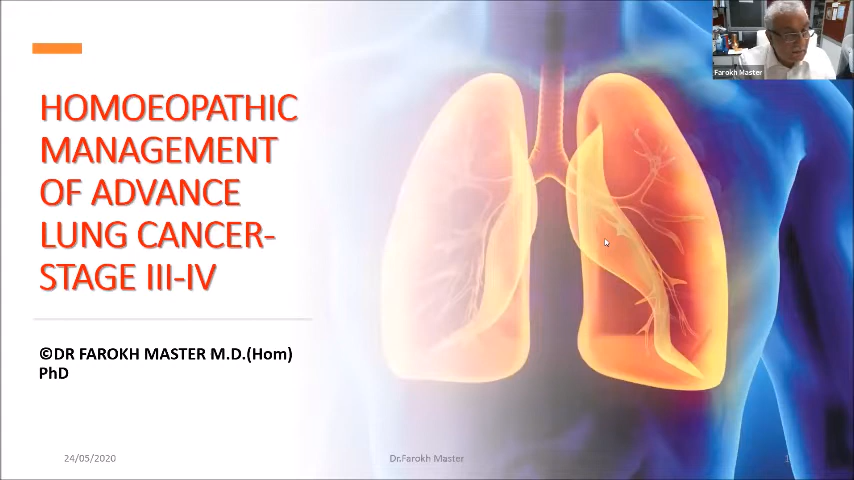 Farokh Master
HOMOEOPATHIC
MANAGEMENT
OF ADVANCE
LUNG CANCER-
STAGE III-IV
©DR FAROKH MASTER M.D.(Hom)
PhD
24/05/2020
Dr.Farokh Master
1